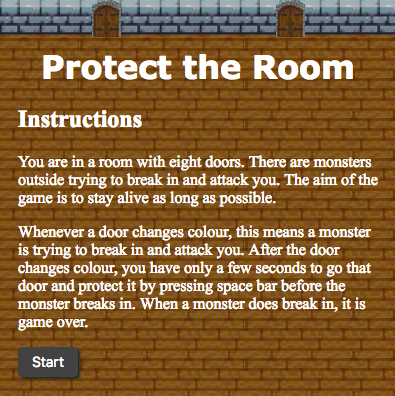 Protect the Room
Instructions
You are in a room with eight doors. There are monsters
outside trying to break in and attack you. The aim of the
game is to stay alive as long as possible.
Whenever a door changes colour, this means a monster
is trying to break in and attack you. After the door
changes colour, you have only a few seconds to go that
door and protect it by pressing space bar before the
monster breaks in. When a monster does break in, it is
game over.
Start